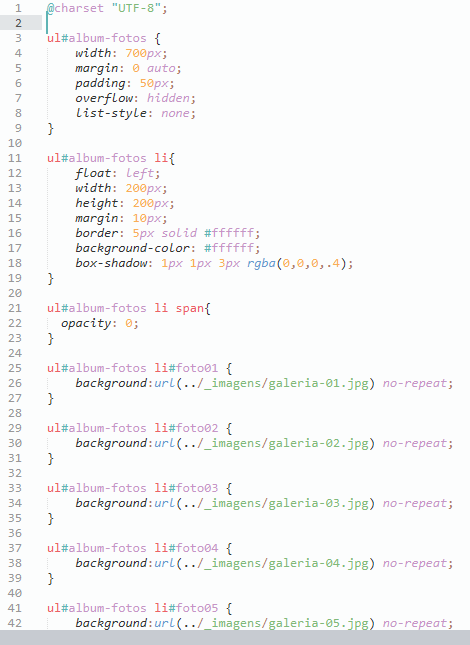 1 @charset "UTF-8";
2
3 ul#album-fotos {
4 width: 700px;
5 margin: 0 auto;
6 padding: 50px;
7 overflow: hidden;
8 list-style: none;
9 }
10
11 ul#album-fotos li{
12 float: left;
13 width: 200px;
14 height: 200px;
15 margin: 10px;
16 border: 5px solid #ffffff;
17 background-color: #ffffff;
18 box-shadow: 1px 1px 3px rgba(0,0,0,.4);
19 }
20
21 ul#album-fotos li span{
22 opacity: 0;
23 }
24
25 ul#album-fotos li#foto01 {
26 background:url(../_imagens/galeria-01.jpg) no-repeat;
27 }
28
29 ul#album-fotos li#foto02 {
30 background:url(../_imagens/galeria-02.jpg) no-repeat;
31 }
32
33 ul#album-fotos li#foto03 {
34 background:url(../_imagens/galeria-03.jpg) no-repeat;
35 }
36
37 ul#album-fotos li#foto04 {
38 background:url(../_imagens/galeria-04.jpg) no-repeat;
39 }
40
41 ul#album-fotos li#foto05 {
42 background:url(../_imagens/galeria-05.jpg) no-repeat;